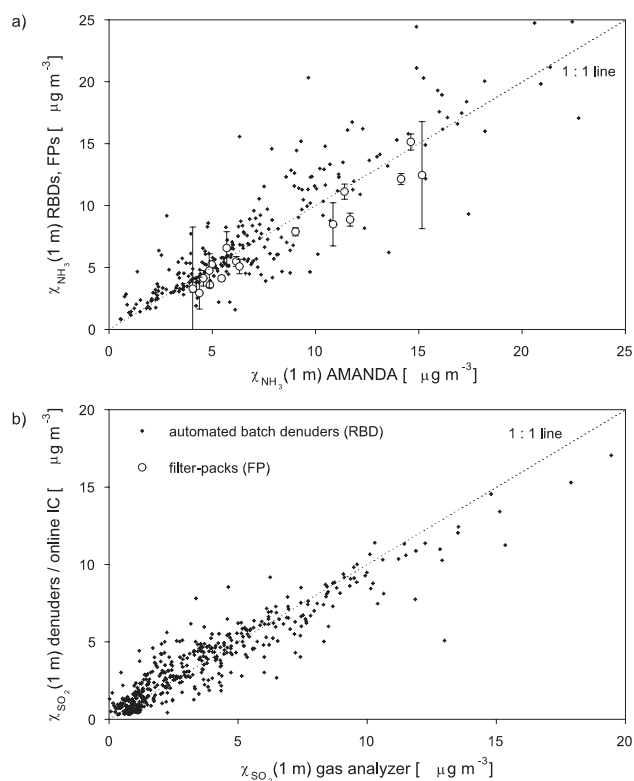 a)
25
20
15
10
5
0
χNH3(1 m) RBDs, FPs [ μg m-3]
1 : 1 line
0 5 10 15 20 25
χNH3(1 m) AMANDA [ μg m-3]
b)
20
15
10
5
0
χSO2(1 m) denuders / online IC [ μg m-3]
automated batch denuders (RBD)
filter-packs (FP)
1 : 1 line
0 5 10 15 20
χSO2(1 m) gas analyzer [ μg m-3]